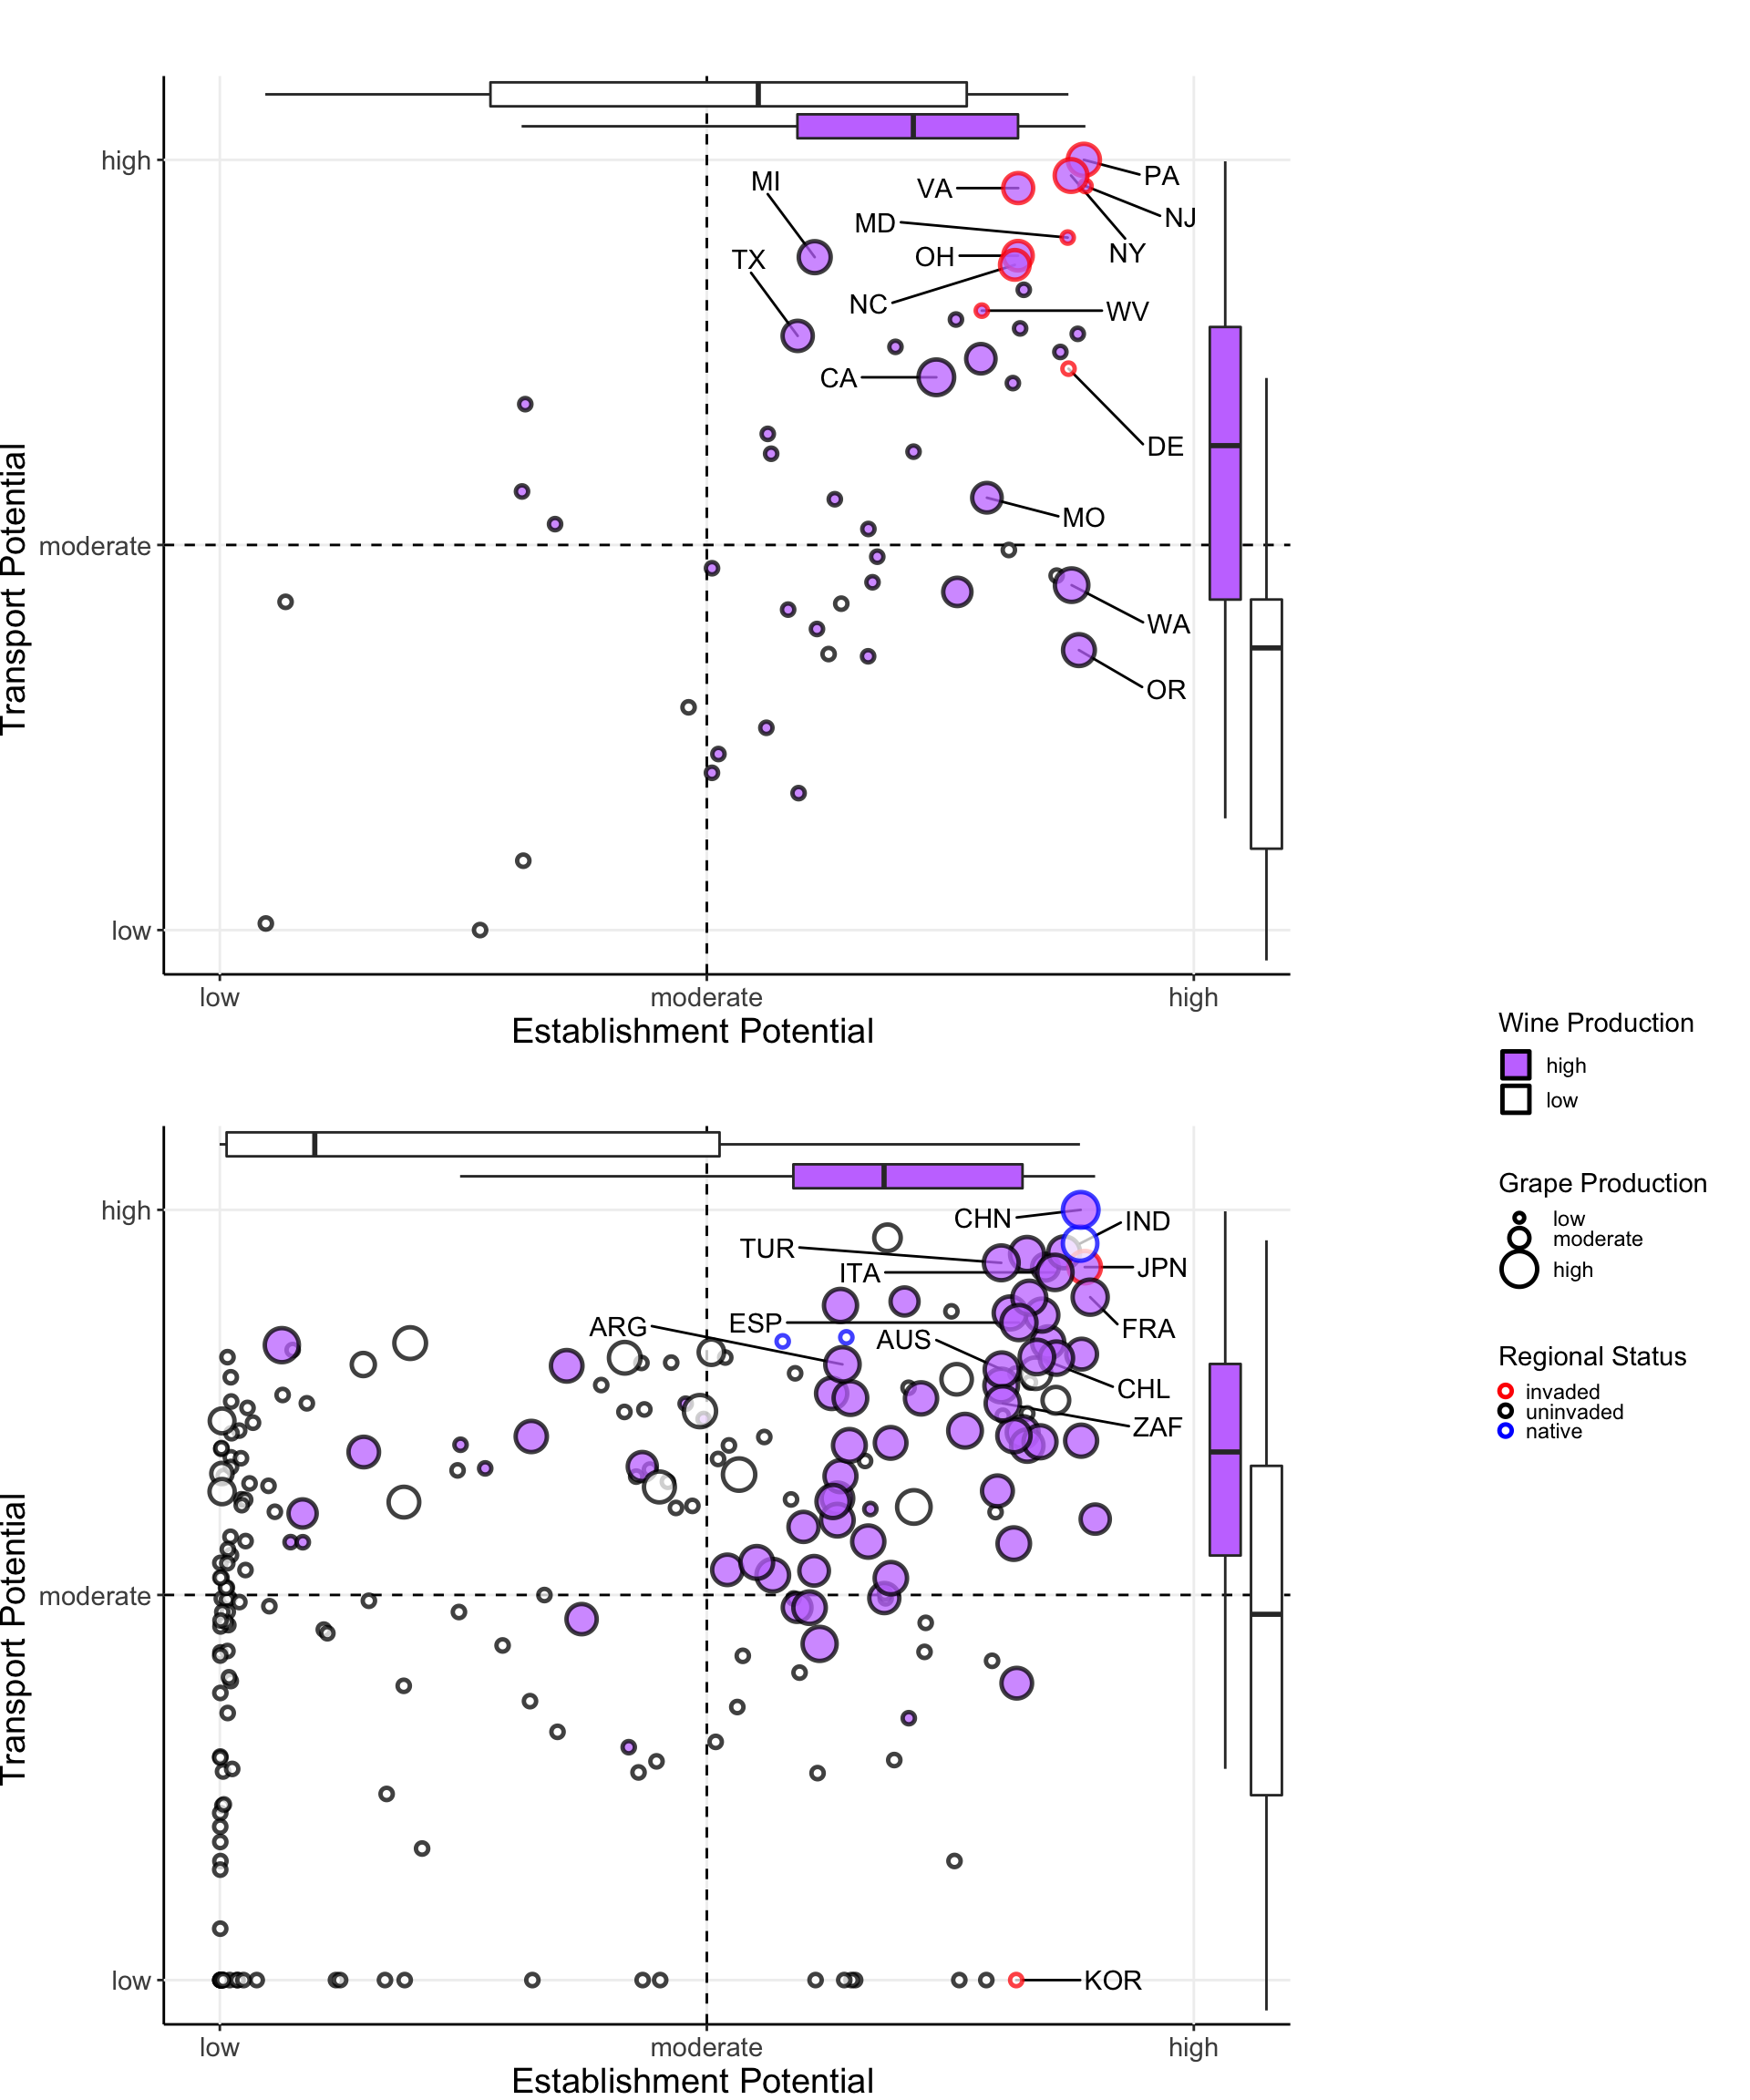 high
moderate
low
Transport Potential
MI
VA
PA
NJ
MD
NY
TX
OH
NC
WV
CA
DE
MO
WA
OR
low
moderate
high
Establishment Potential
Wine Production
high
low
Grape Production
low
moderate
high
Regional Status
invaded
uninvaded
native
high
moderate
low
Transport Potential
CHN
IND
TUR
ITA
JPN
ESP
ARG
AUS
FRA
CHL
ZAF
KOR
low
moderate
high
Establishment Potential